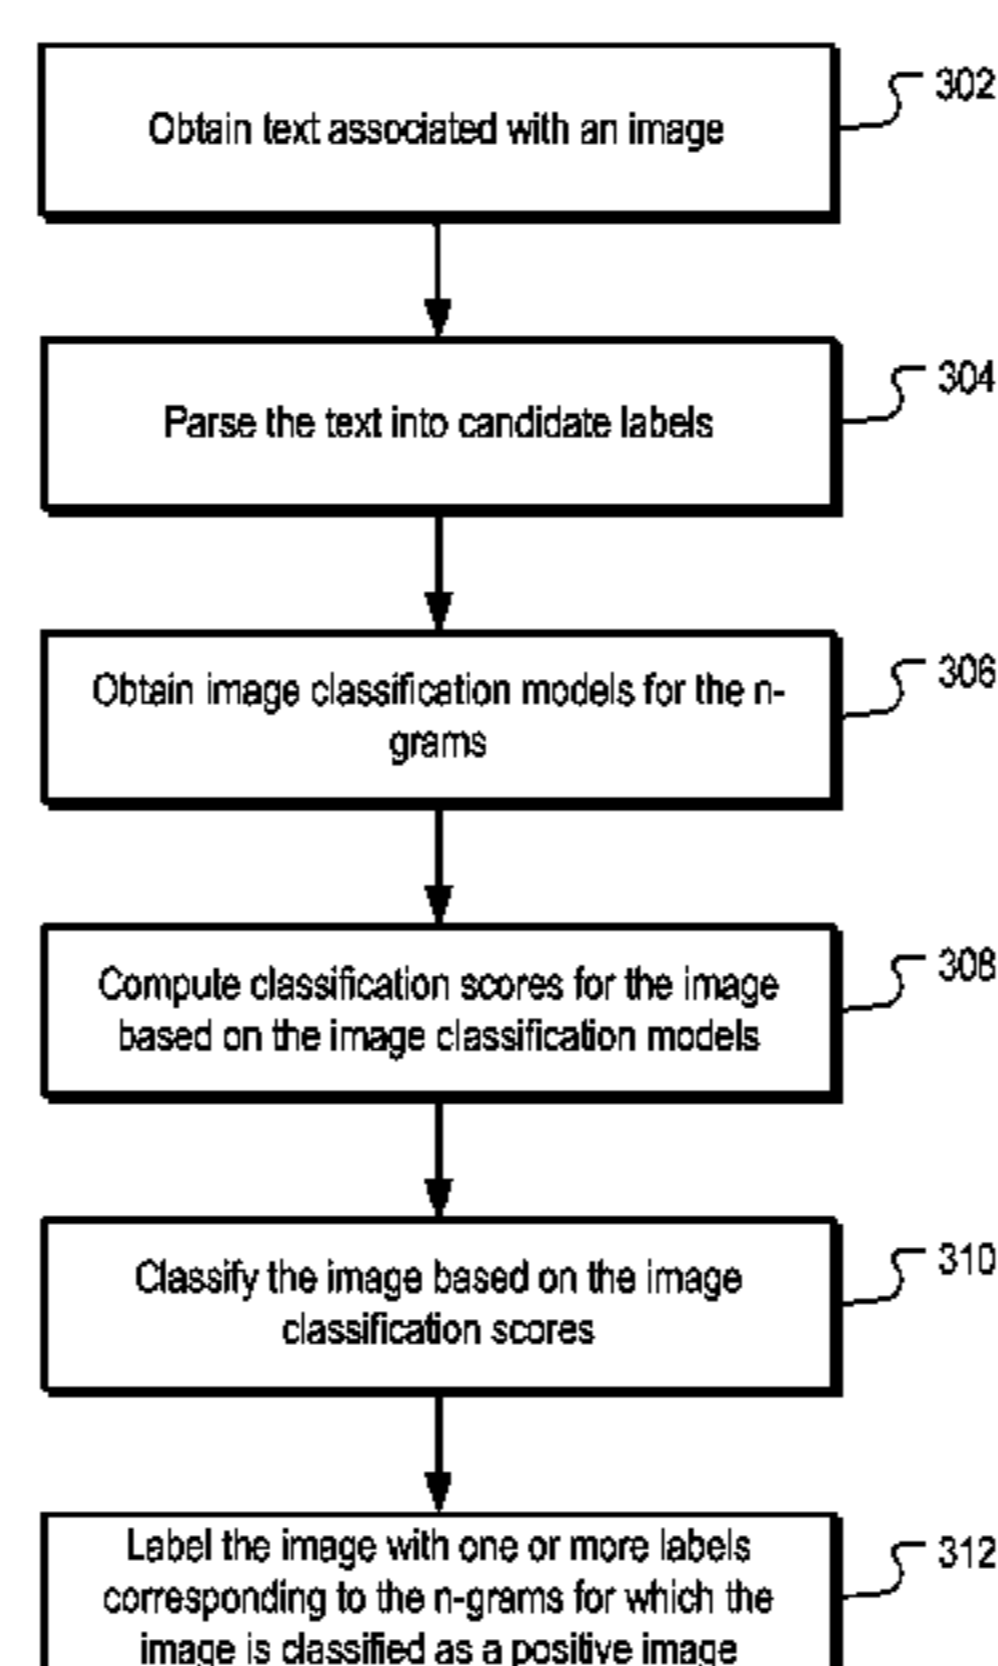 Obtain text associated with an image
302
Parse the text into candidate labels
304
Obtain image classification models for the n-
grams
306
Compute classification scores for the image
based on the image classification models
308
Classify the image based on the image
classification scores
310
Label the image with one or more labels
corresponding to the n-grams for which the
image is classified as a positive image
312